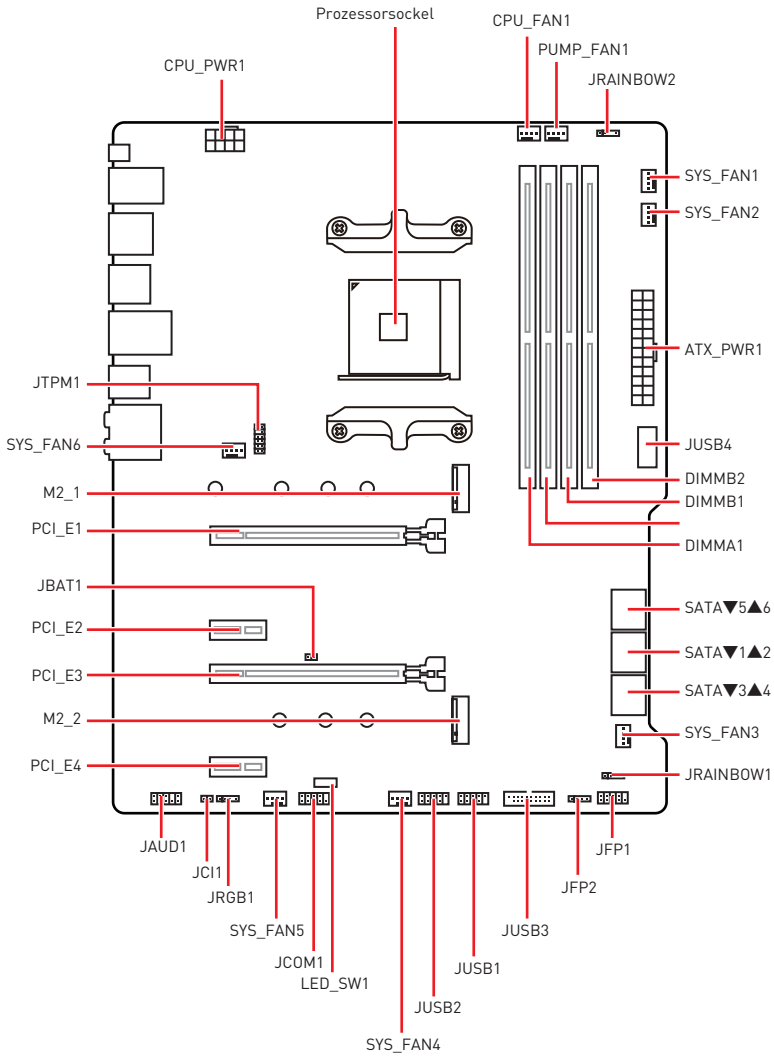 Prozessorsockel
CPU_FAN1
PUMP_FAN1
CPU_PWR1
JRAINBOW2
SYS_FAN1
SYS_FAN2
ATX_PWR1
JTPM1
SYS_FAN6
JUSB4
M2_1
DIMMB2
DIMMB1
PCI_E1
DIMMA1
JBAT1
SATA▼5▲6
PCI_E2
SATA▼1▲2
PCI_E3
SATA▼3▲4
M2_2
SYS_FAN3
PCI_E4
JRAINBOW1
JAUD1
JFP1
JCI1
JFP2
JRGB1
SYS_FAN5
JUSB3
JCOM1
JUSB1
LED_SW1
JUSB2
SYS_FAN4